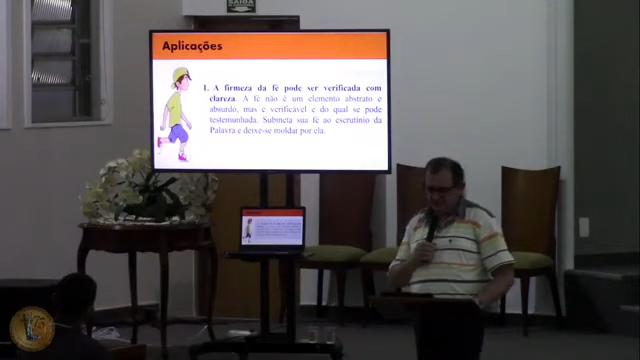 SAÍDA
Aplicações
1. A firmeza da fé pode ser verificada com
clareza. A fé não é um elemento abstrato e
absurdo, mas é verificável e do qual se pode
testemunhada. Submeta sua fé ao escrutínio da
Palavra e deixe-se moldar por ela.